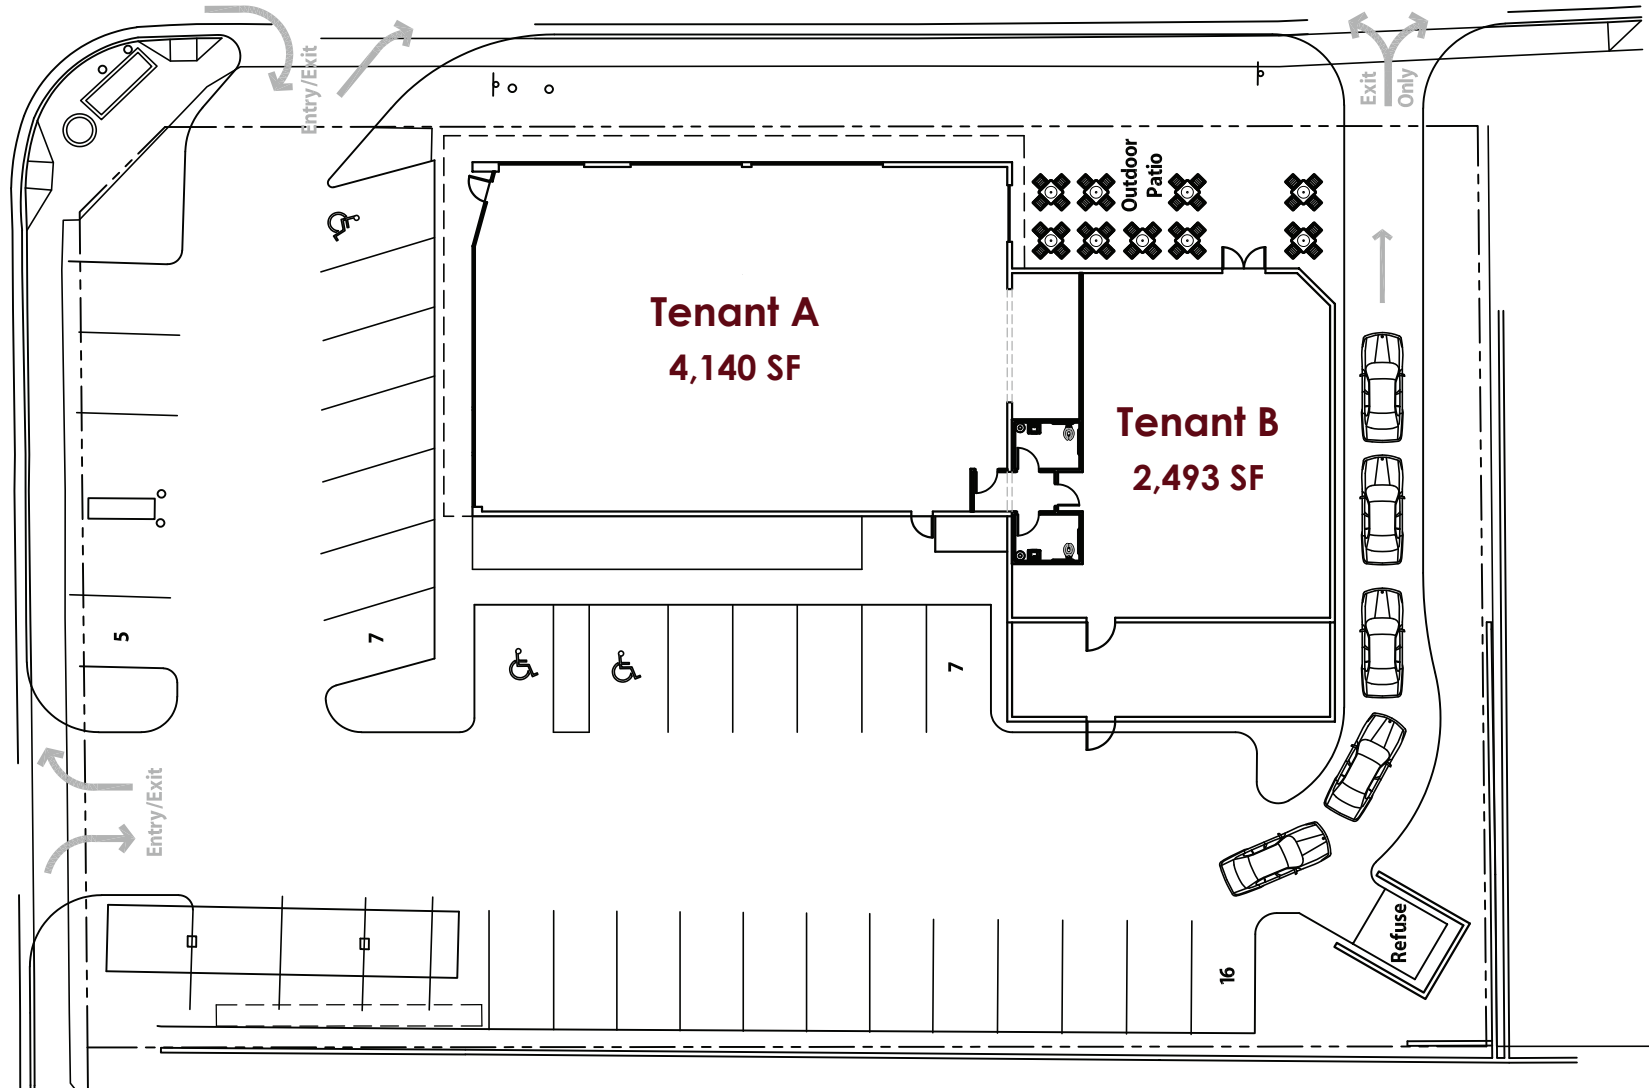 Entry/Exit
Exit
Only
Outdoor
Patio
Tenant A
4,140 SF
Tenant B
2,493 SF
5
7
7
Entry/Exit
Refuse
16